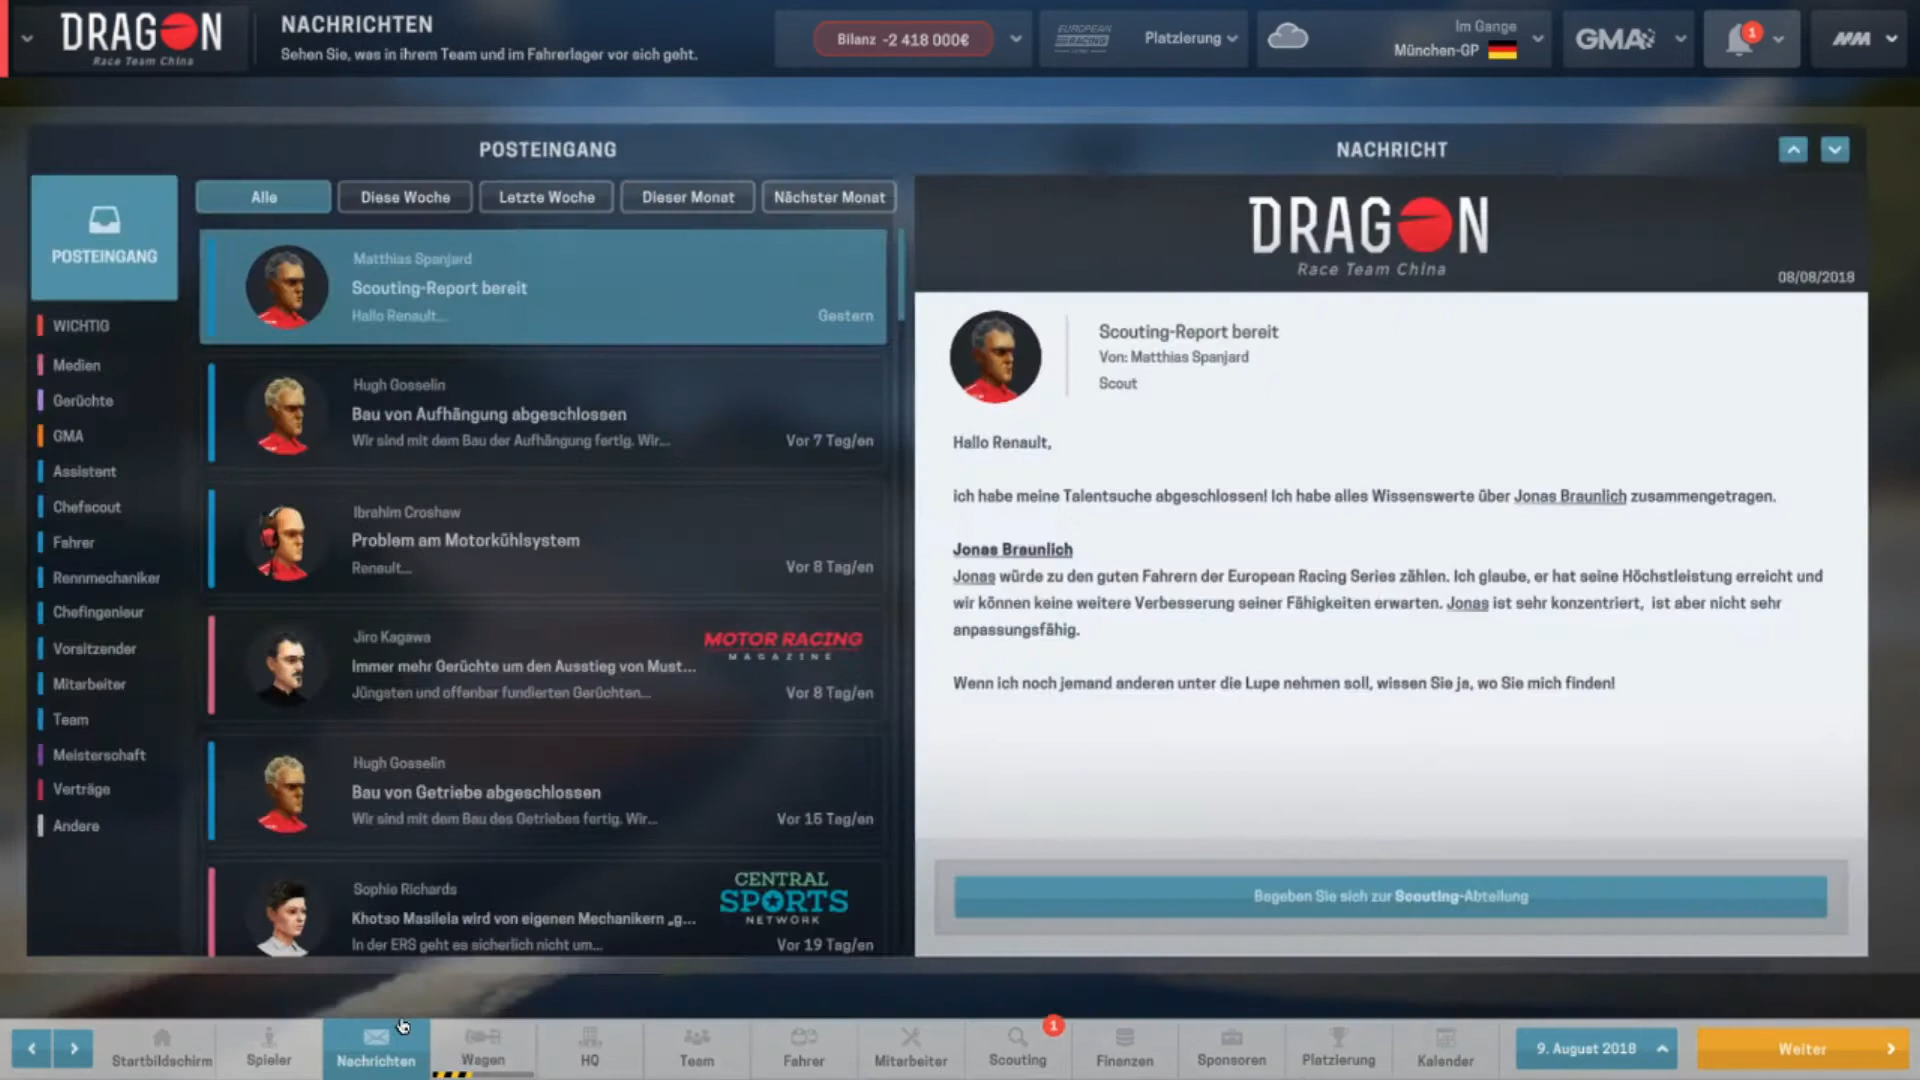 DRAGON
Race Team China
NACHRICHTEN
Sehen Sie, was in ihrem Team und im Fahrerlager vor sich geht.
Bilanz -2 418 000€
EUROPEAN
RACING
Platzierung
Im Gange
München-GP
GMA
1
MM
POSTEINGANG
NACHRICHT
POSTEINGANG
WICHTIG
Medien
Gerüchte
GMA
Assistent
Chefscout
Fahrer
Rennmechaniker
Chefingenieur
Vorsitzender
Mitarbeiter
Team
Meisterschaft
Verträge
Andere
Alle
Diese Woche
Letzte Woche
Dieser Monat
Nächster Monat
Matthias Spanjard
Scouting-Report bereit
Hallo Renault...
Gestern
Hugh Gosselin
Bau von Aufhängung abgeschlossen
Wir sind mit dem Bau der Aufhängung fertig. Wir...
Vor 7 Tag/en
Ibrahim Croshaw
Problem am Motorkühlsystem
Renault...
Vor 8 Tag/en
Jiro Kagawa
Immer mehr Gerüchte um den Ausstieg von Must...
Jüngsten und offenbar fundierten Gerüchten...
MOTOR RACING
MAGAZINE
Vor 8 Tag/en
Hugh Gosselin
Bau von Getriebe abgeschlossen
Wir sind mit dem Bau des Getriebes fertig. Wir...
Vor 15 Tag/en
Sophie Richards
Khotso Masilela wird von eigenen Mechanikern „g...
In der ERS geht es sicherlich nicht um...
CENTRAL
SPORTS
NETWORK
Vor 19 Tag/en
DRAGON
Race Team China
08/08/2018
Scouting-Report bereit
Von: Matthias Spanjard
Scout
Hallo Renault,
ich habe meine Talentsuche abgeschlossen! Ich habe alles Wissenswerte über Jonas Braunlich zusammengetragen.
Jonas Braunlich
Jonas würde zu den guten Fahrern der European Racing Series zählen. Ich glaube, er hat seine Höchstleistung erreicht und
wir können keine weitere Verbesserung seiner Fähigkeiten erwarten. Jonas ist sehr konzentriert, ist aber nicht sehr
anpassungsfähig.
Wenn ich noch jemand anderen unter die Lupe nehmen soll, wissen Sie ja, wo Sie mich finden!
Begeben Sie sich zur Scouting-Abteilung
Startbildschirm
Spieler
Nachrichten
Wagen
HQ
Team
Fahrer
Mitarbeiter
1
Scouting
Finanzen
Sponsoren
Platzierung
Kalender
9. August 2018
Weiter